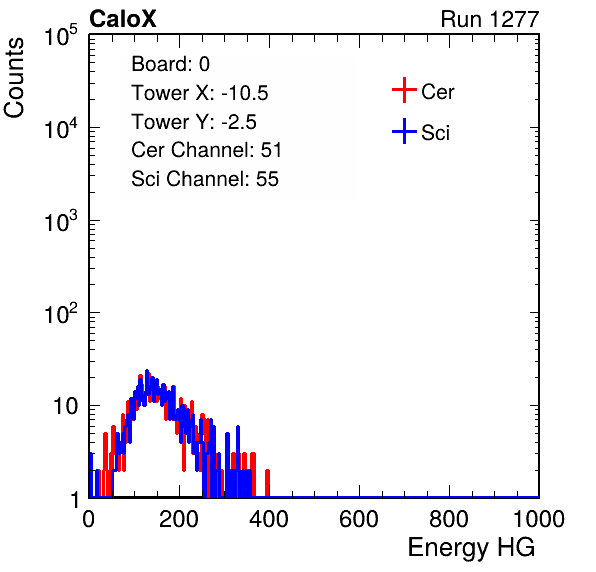 CaloX Run 1277
Counts
Board: 0
Tower X: -10.5
Tower Y: -2.5
Cer Channel: 51
Sci Channel: 55
Cer
Sci
10^5
10^4
10^3
10^2
10
1
0 200 400 600 800 1000
Energy HG